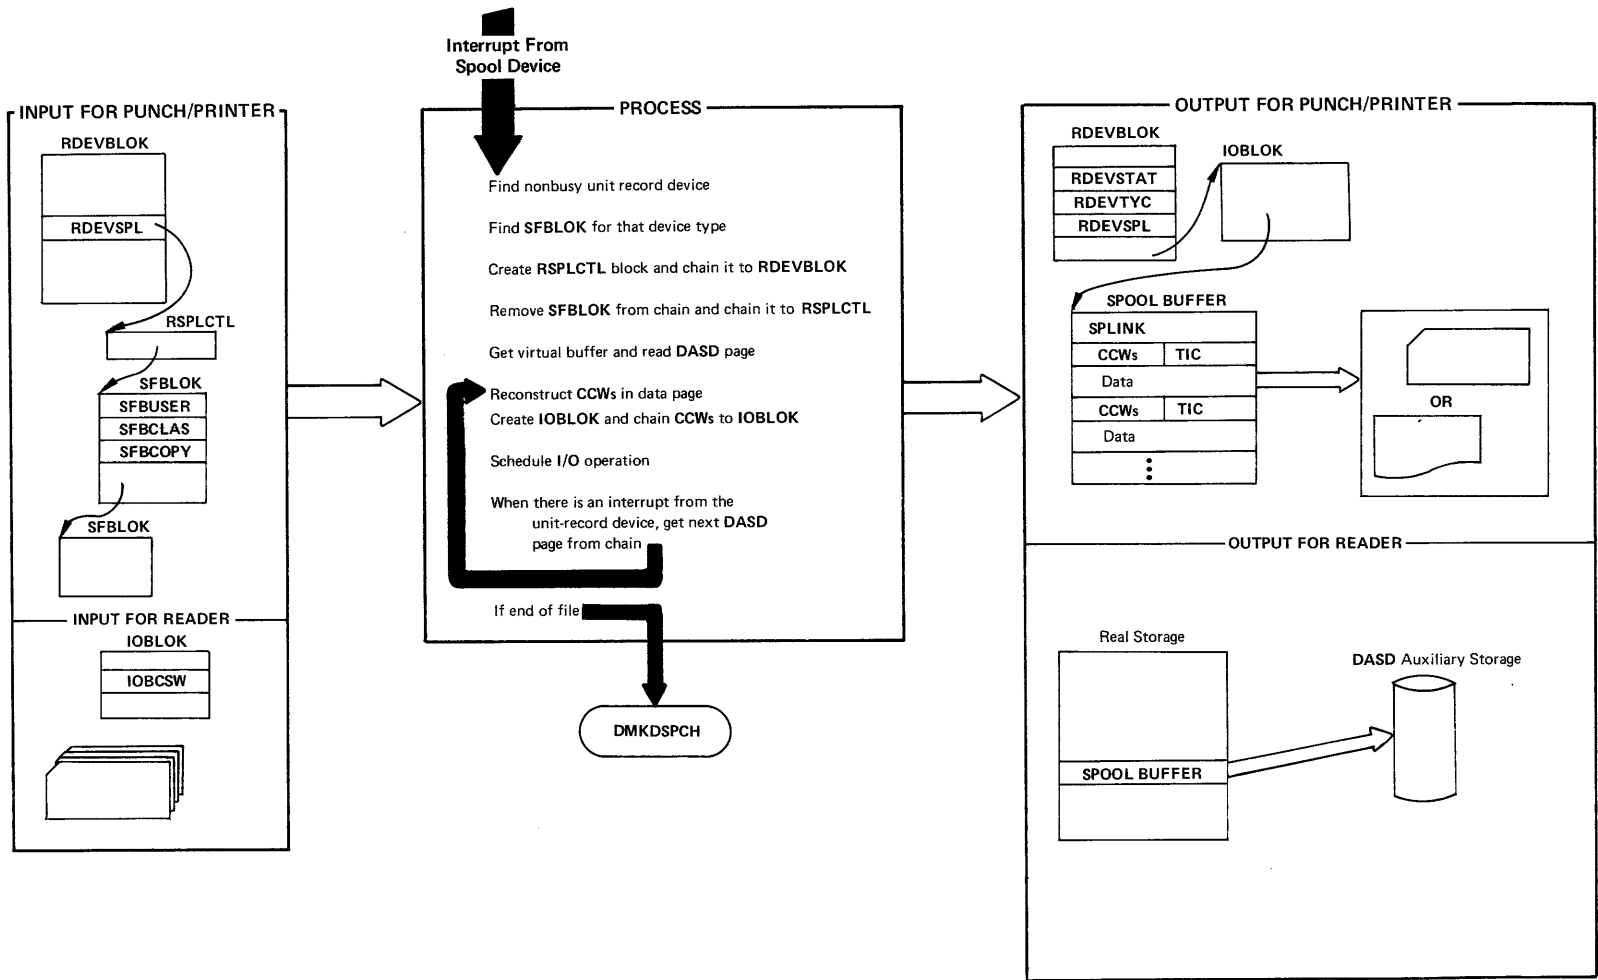 Interrupt From
Spool Device
INPUT FOR PUNCH/PRINTER
RDEVBLOK
RDEVSPL
RSPLCTL
SFBLOK
SFBUSER
SFBCLAS
SFBCOPY
SFBLOK
INPUT FOR READER
IOBLOK
IOBCSW
PROCESS
Find nonbusy unit record device
Find SFBLOK for that device type
Create RSPLCTL block and chain it to RDEVBLOK
Remove SFBLOK from chain and chain it to RSPLCTL
Get virtual buffer and read DASD page
Reconstruct CCWs in data page
Create IOBLOK and chain CCWs to IOBLOK
Schedule I/O operation
When there is an interrupt from the
unit-record device, get next DASD
page from chain
If end of file
DMKDSPCH
OUTPUT FOR PUNCH/PRINTER
RDEVBLOK
RDEVSTAT
RDEVTYC
RDEVSPL
IOBLOK
SPOOL BUFFER
SPLINK
CCWs TIC
Data
CCWs TIC
Data
OR
OUTPUT FOR READER
Real Storage
SPOOL BUFFER
DASD Auxiliary Storage